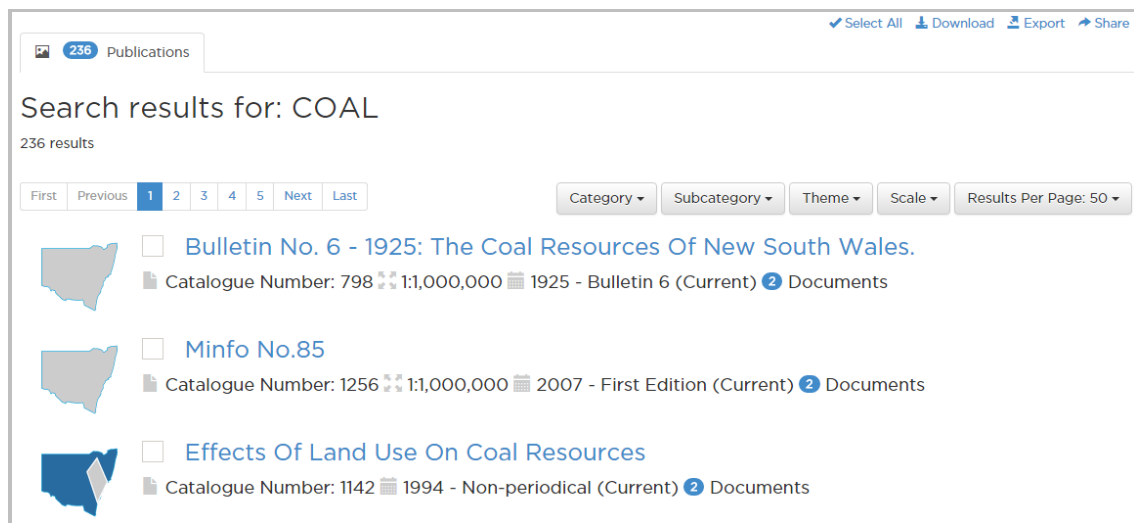 Select All Download Export Share
236 Publications
Search results for: COAL
236 results
First Previous 1 2 3 4 5 Next Last Category Subcategory Theme Scale Results Per Page: 50
Bulletin No. 6 - 1925: The Coal Resources Of New South Wales.
Catalogue Number: 798 1:1,000,000 1925 - Bulletin 6 (Current) 2 Documents
Minfo No.85
Catalogue Number: 1256 1:1,000,000 2007 - First Edition (Current) 2 Documents
Effects Of Land Use On Coal Resources
Catalogue Number: 1142 1994 - Non-periodical (Current) 2 Documents